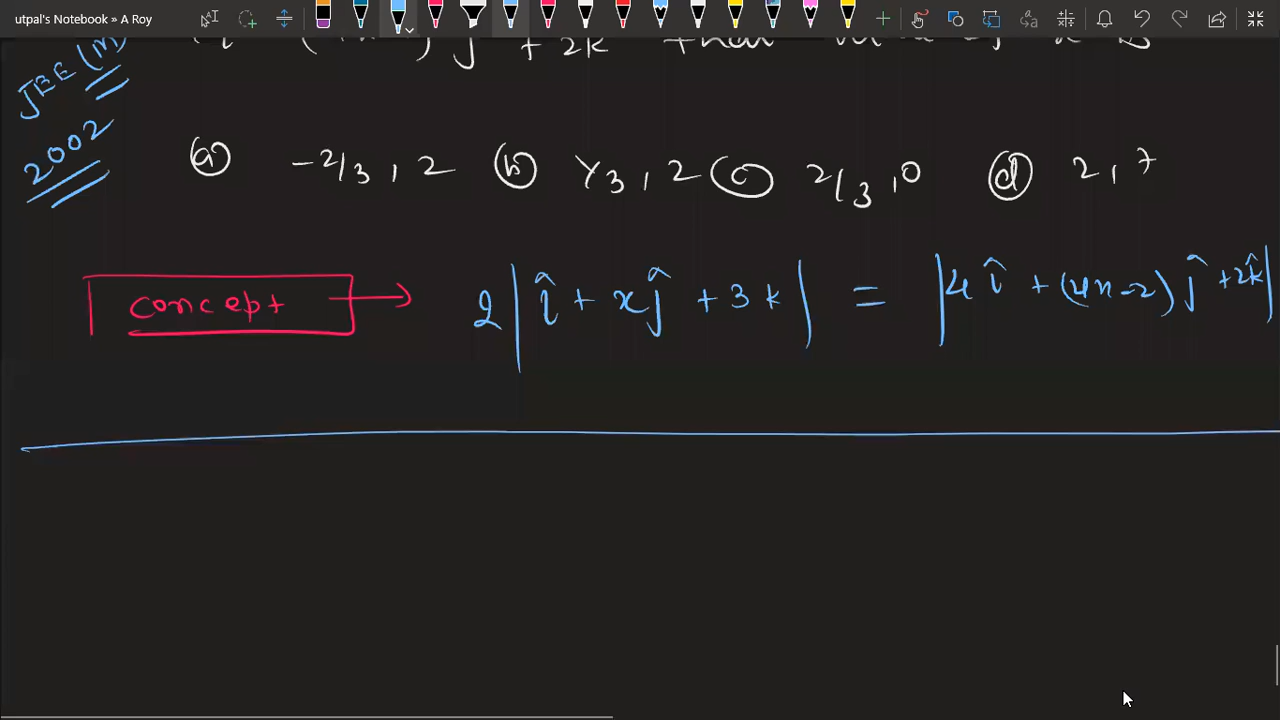 utpal's Notebook » A Roy
JEE (M)
2002
(a) -2/3, 2 (b) 1/3, 2 (c) 2/3, 0 (d) 2, 7
concept → 2|î + xĵ + 3k| = |4î + (4x-2)ĵ + 2k̂|